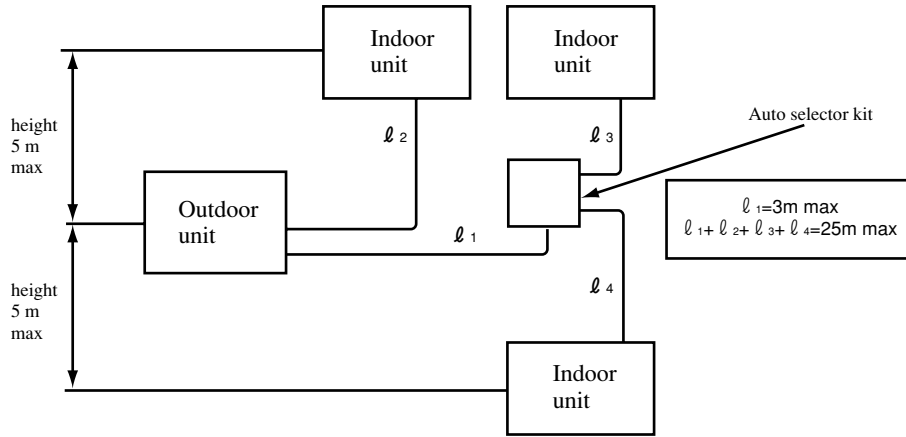 Indoor
unit
Indoor
unit
height
5 m
max
ℓ 2
ℓ 3
Auto selector kit
Outdoor
unit
ℓ 1
ℓ 1=3m max
ℓ 1+ ℓ 2+ ℓ 3+ ℓ 4=25m max
height
5 m
max
ℓ 4
Indoor
unit